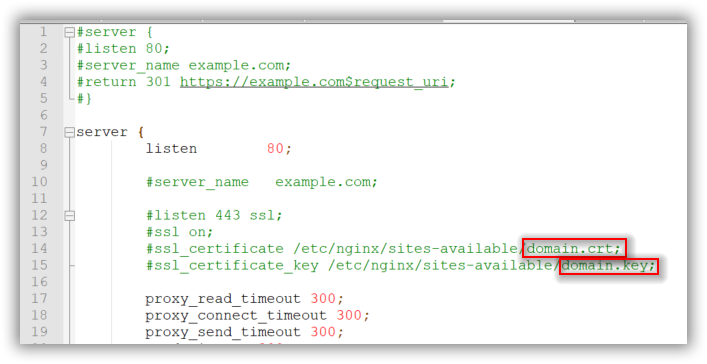 1 #server {
2 #listen 80;
3 #server_name example.com;
4 #return 301 https://example.com$request_uri;
5 #}
6
7 server {
8 listen 80;
9
10 #server_name example.com;
11
12 #listen 443 ssl;
13 #ssl on;
14 #ssl_certificate /etc/nginx/sites-available/domain.crt;
15 #ssl_certificate_key /etc/nginx/sites-available/domain.key;
16
17 proxy_read_timeout 300;
18 proxy_connect_timeout 300;
19 proxy_send_timeout 300;